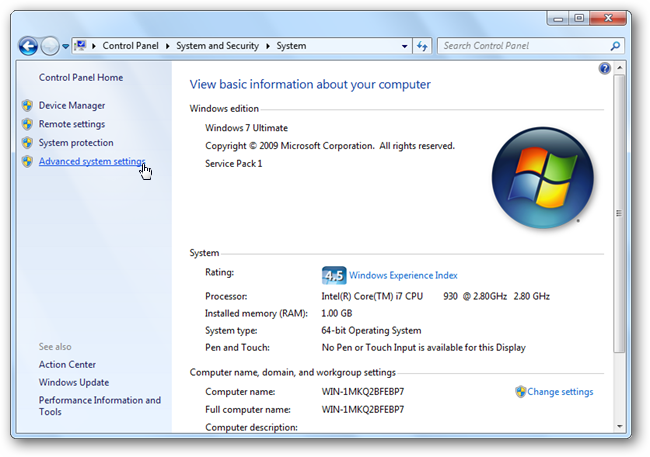 Control Panel System and Security System
Search Control Panel
Control Panel Home
Device Manager
Remote settings
System protection
Advanced system settings
See also
Action Center
Windows Update
Performance Information and
Tools
View basic information about your computer
Windows edition
Windows 7 Ultimate
Copyright © 2009 Microsoft Corporation. All rights reserved.
Service Pack 1
System
Rating: 4,5 Windows Experience Index
Processor: Intel(R) Core(TM) i7 CPU 930 @ 2.80GHz 2.80 GHz
Installed memory (RAM): 1.00 GB
System type: 64-bit Operating System
Pen and Touch: No Pen or Touch Input is available for this Display
Computer name, domain, and workgroup settings
Computer name: WIN-1MKQ2BFEBP7 Change settings
Full computer name: WIN-1MKQ2BFEBP7
Computer description: